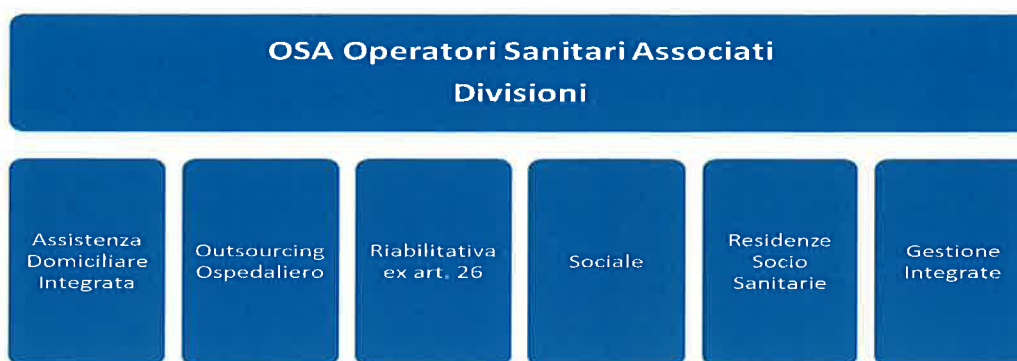 OSA Operatori Sanitari Associati
Divisioni
Assistenza
Domiciliare
Integrata
Outsourcing
Ospedaliero
Riabilitativa
ex art. 26
Sociale
Residenze
Socio
Sanitarie
Gestione
Integrate